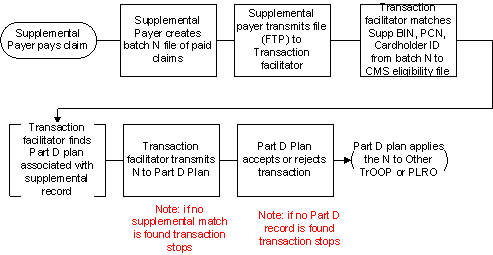 Supplemental
Payer pays claim
Supplemental
Payer creates
batch N file of paid
claims
Supplemental
payer transmits file
(FTP) to
Transaction
facilitator
Transaction
facilitator matches
Supp BIN, PCN,
Cardholder ID
from batch N to
CMS eligibility file
Transaction
facilitator finds
Part D plan
associated with
supplemental
record
Transaction
facilitator transmits
N to Part D Plan
Part D Plan
accepts or rejects
transaction
Part D plan applies
the N to Other
TrOOP or PLRO
Note: if no
supplemental match
is found transaction
stops
Note: if no Part D
record is found
transaction stops